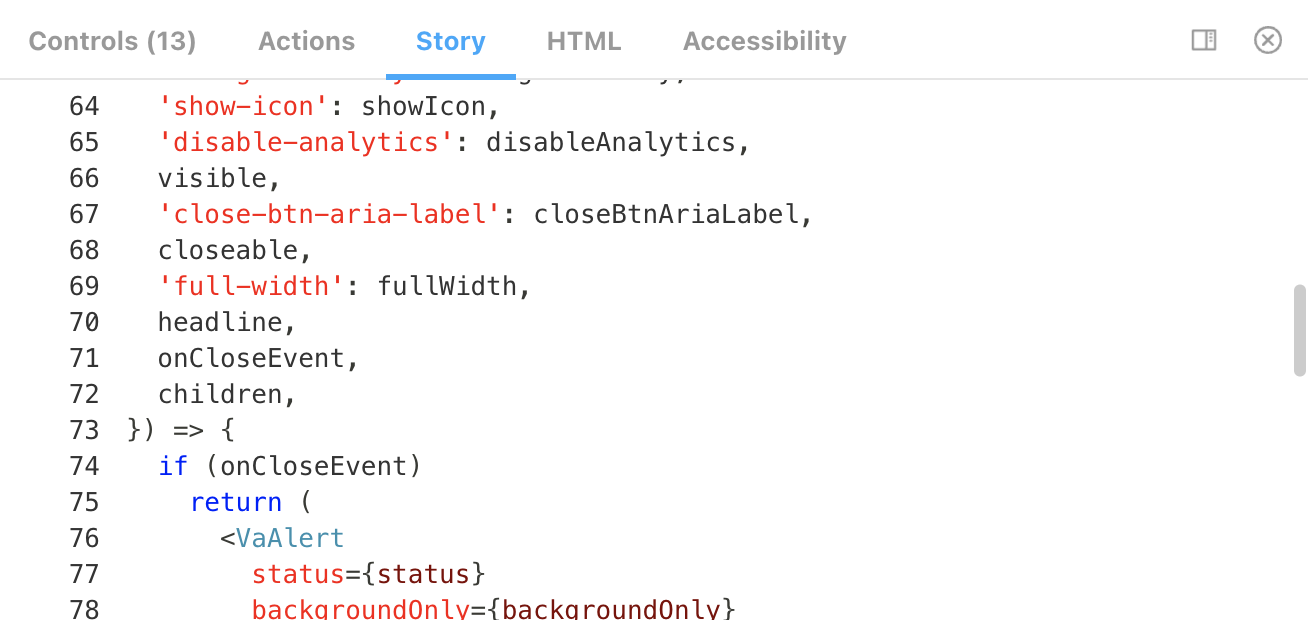 Controls (13) Actions Story HTML Accessibility
64 'show-icon': showIcon,
65 'disable-analytics': disableAnalytics,
66 visible,
67 'close-btn-aria-label': closeBtnAriaLabel,
68 closeable,
69 'full-width': fullWidth,
70 headline,
71 onCloseEvent,
72 children,
73 }) => {
74 if (onCloseEvent)
75 return (
76 <VaAlert
77 status={status}
78 backgroundOnly={backgroundOnly}